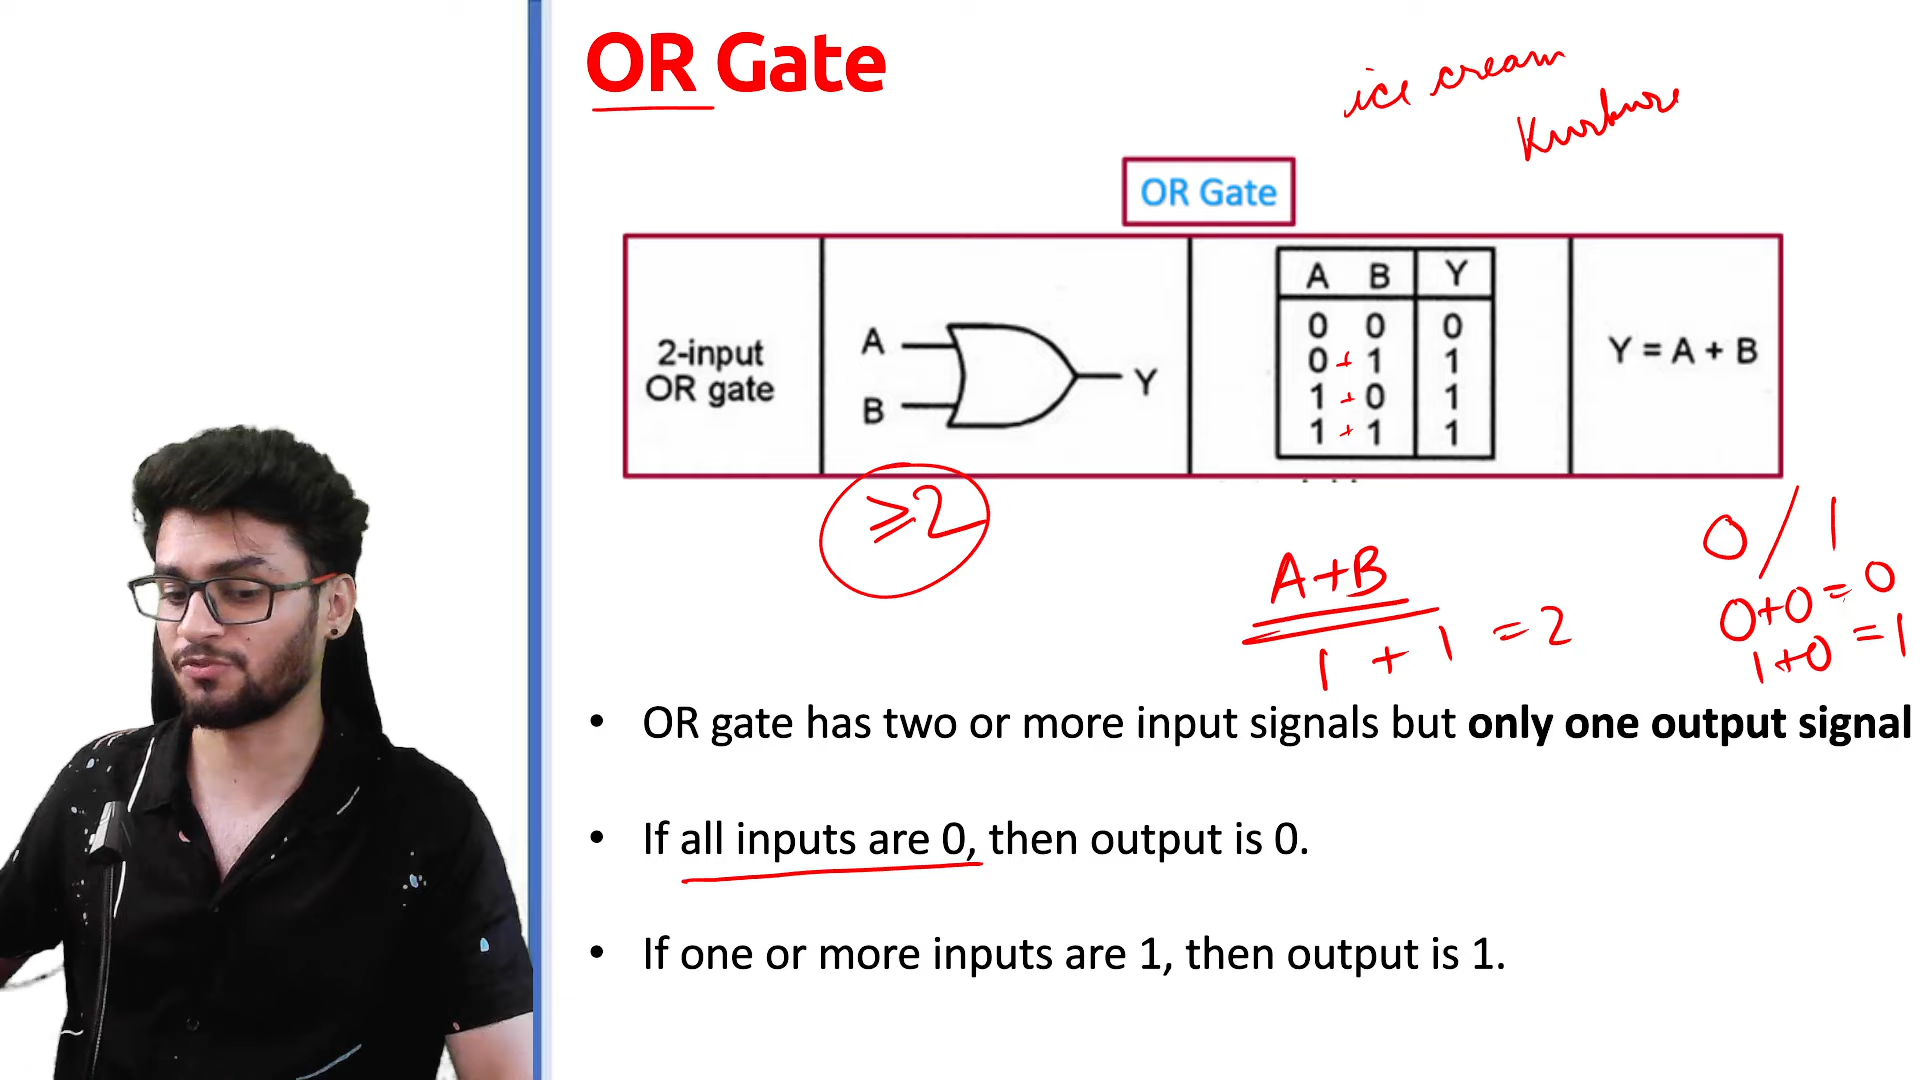 OR Gate
ice cream
Kurkure
OR Gate
2-input
OR gate
A
B
Y
A B Y
0 0 0
0 + 1 1
1 + 0 1
1 + 1 1
Y = A + B
≥2
A+B
1 + 1 = 2
0 / 1
0+0=0
1+0=1
• OR gate has two or more input signals but only one output signal
• If all inputs are 0, then output is 0.
• If one or more inputs are 1, then output is 1.